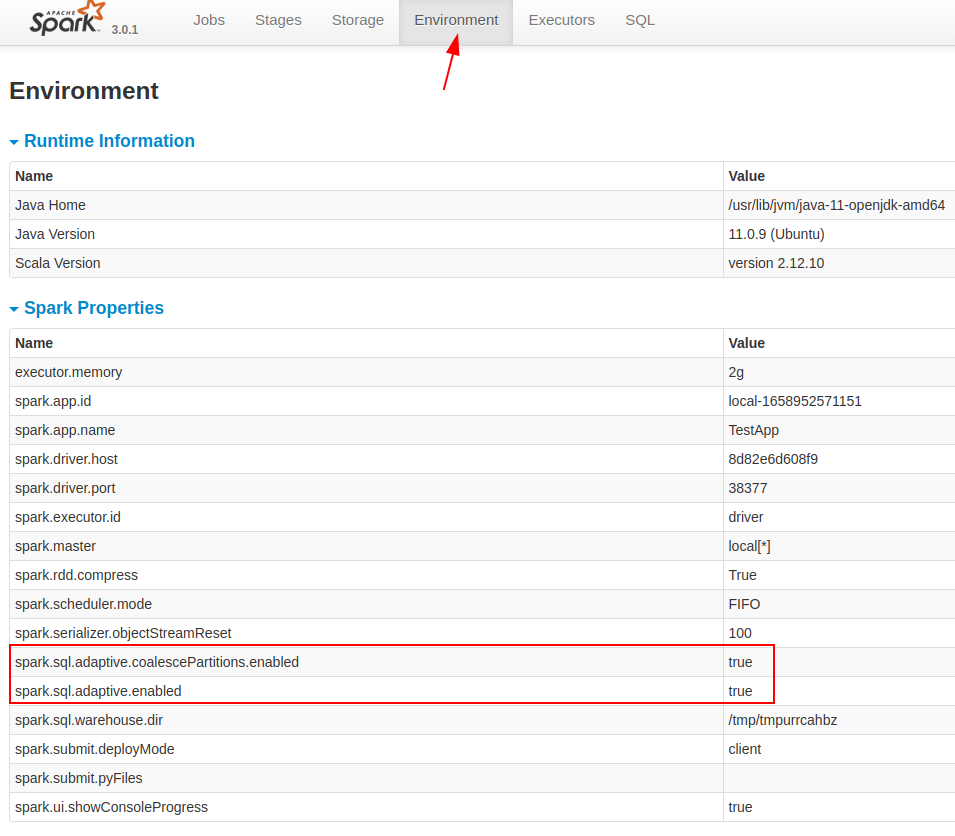 APACHE
Spark 3.0.1 Jobs Stages Storage Environment Executors SQL
Environment
Runtime Information
Name Value
Java Home /usr/lib/jvm/java-11-openjdk-amd64
Java Version 11.0.9 (Ubuntu)
Scala Version version 2.12.10
Spark Properties
Name Value
executor.memory 2g
spark.app.id local-1658952571151
spark.app.name TestApp
spark.driver.host 8d82e6d608f9
spark.driver.port 38377
spark.executor.id driver
spark.master local[*]
spark.rdd.compress True
spark.scheduler.mode FIFO
spark.serializer.objectStreamReset 100
spark.sql.adaptive.coalescePartitions.enabled true
spark.sql.adaptive.enabled true
spark.sql.warehouse.dir /tmp/tmpurrcahbz
spark.submit.deployMode client
spark.submit.pyFiles
spark.ui.showConsoleProgress true